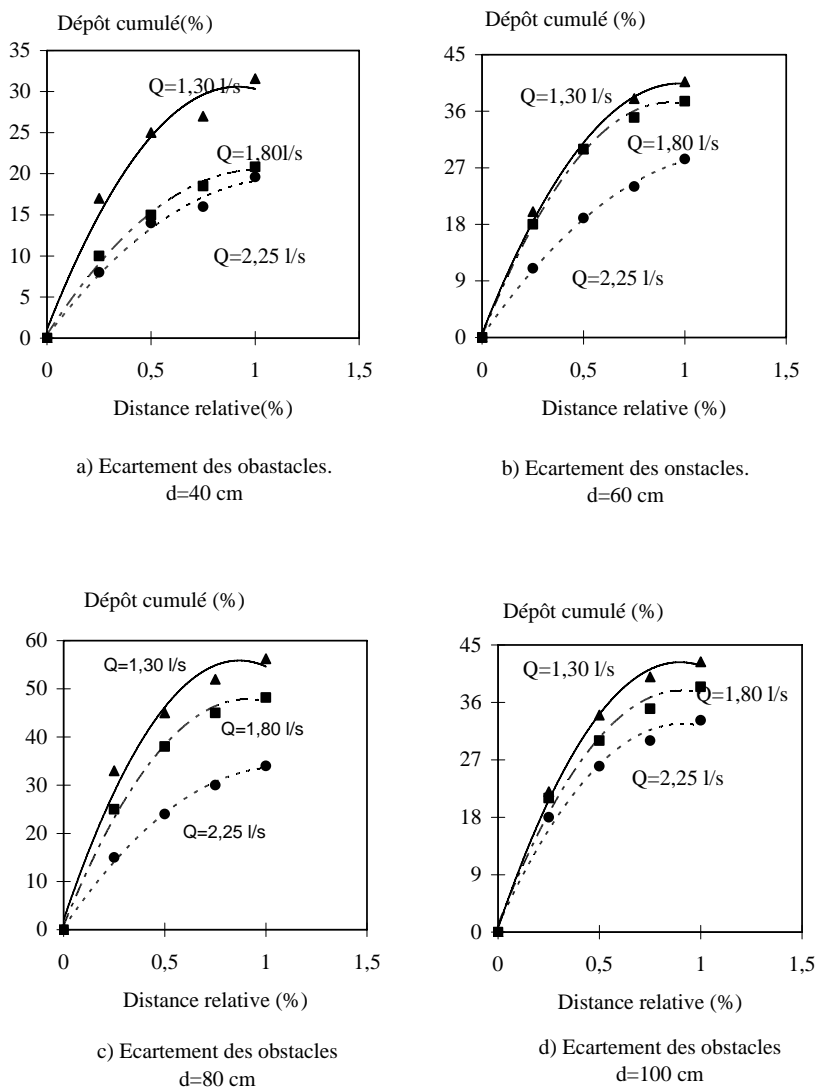 Dépôt cumulé(%)
35
30
25
20
15
10
5
0
Q=1,30 l/s
Q=1,80l/s
Q=2,25 l/s
0 0,5 1 1,5
Distance relative(%)
a) Ecartement des obastacles.
d=40 cm
Dépôt cumulé (%)
45
36
27
18
9
0
Q=1,30 l/s
Q=1,80 l/s
Q=2,25 l/s
0 0,5 1 1,5
Distance relative (%)
b) Ecartement des onstacles.
d=60 cm
Dépôt cumulé (%)
60
50
40
30
20
10
0
Q=1,30 l/s
Q=1,80 l/s
Q=2,25 l/s
0 0,5 1 1,5
Distance relative (%)
c) Ecartement des obstacles
d=80 cm
Dépôt cumulé (%)
45
36
27
18
9
0
Q=1,30 l/s
Q=1,80 l/s
Q=2,25 l/s
0 0,5 1 1,5
Distance relative (%)
d) Ecartement des obstacles
d=100 cm